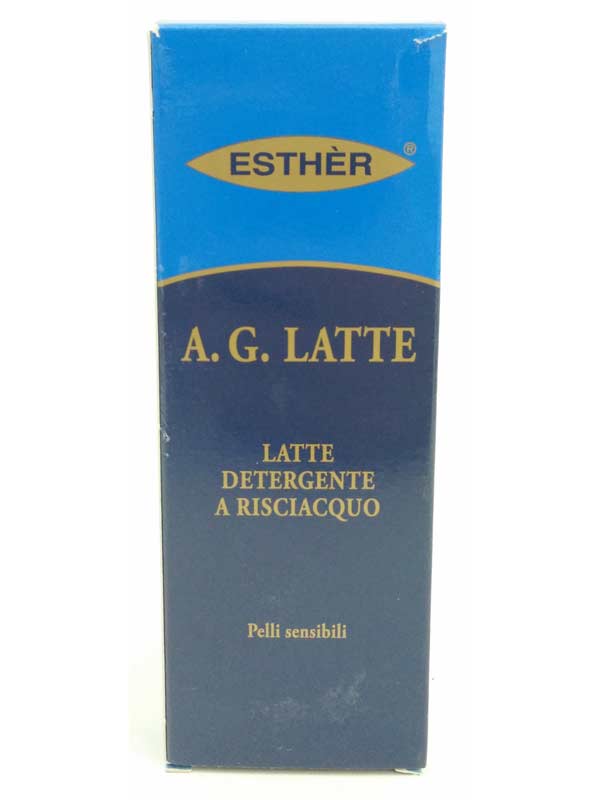 ESTHÈR ®
A. G. LATTE
LATTE
DETERGENTE
A RISCIACQUO
Pelli sensibili